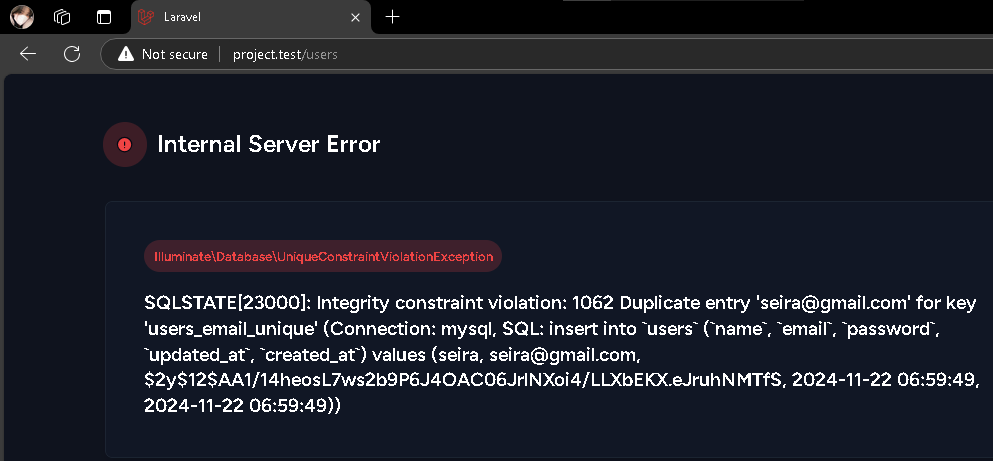 Laravel
Not secure
project.test/users
Internal Server Error
Illuminate\Database\UniqueConstraintViolationException
SQLSTATE[23000]: Integrity constraint violation: 1062 Duplicate entry 'seira@gmail.com' for key
'users_email_unique' (Connection: mysql, SQL: insert into `users` (`name`, `email`, `password`,
`updated_at`, `created_at`) values (seira, seira@gmail.com,
$2y$12$AA1/14heosL7ws2b9P6J4OAC06JrlNXoi4/LLXbEKX.eJruhNMTfS, 2024-11-22 06:59:49,
2024-11-22 06:59:49))